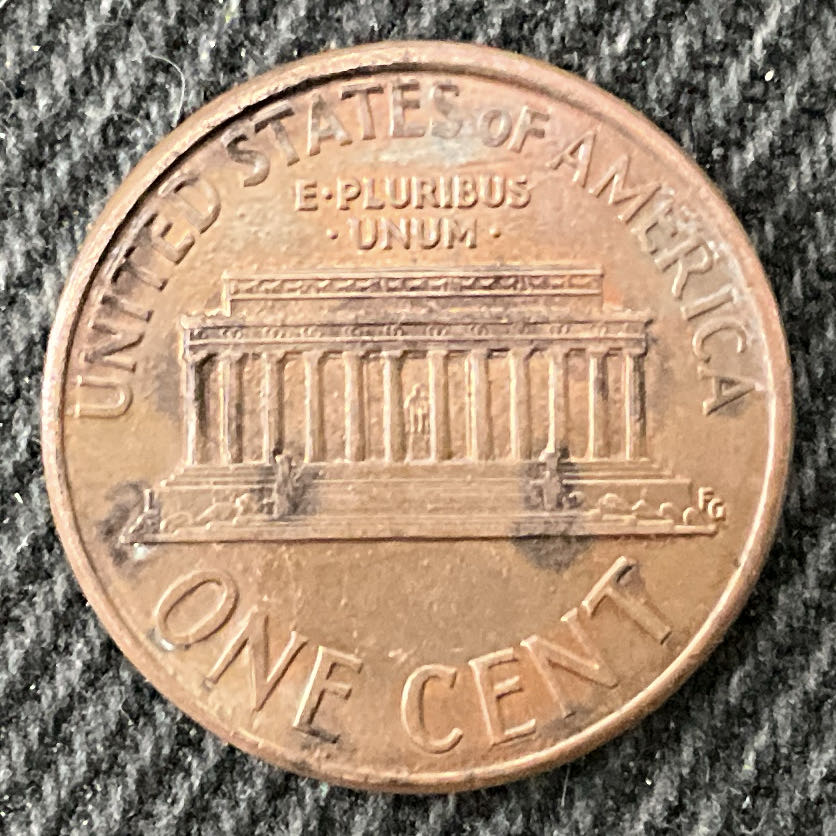 UNITED STATES OF AMERICA
E·PLURIBUS
·UNUM·
FG
ONE CENT